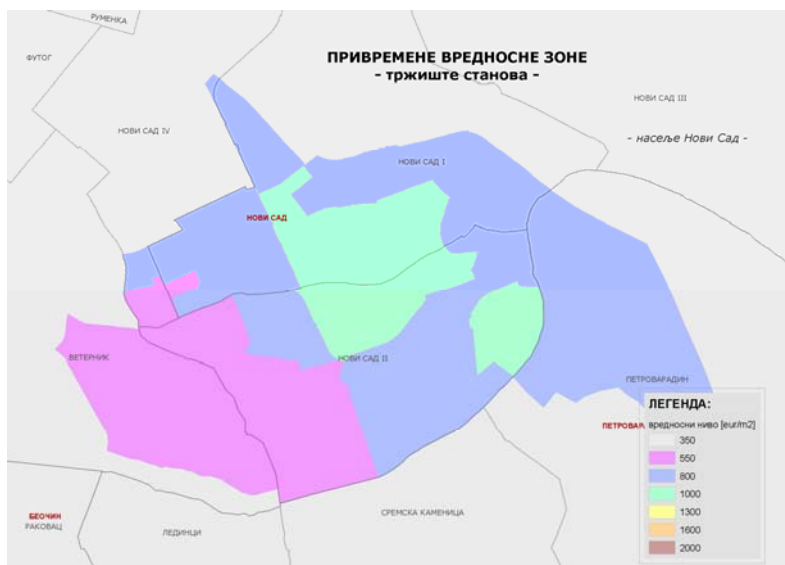 РУМЕНКА
ФУТОГ
ПРИВРЕМЕНЕ ВРЕДНОСНЕ ЗОНЕ
- тржиште станова -
НОВИ САД III
НОВИ САД IV
- насеље Нови Сад -
НОВИ САД I
НОВИ САД
ВЕТЕРНИК
НОВИ САД II
ПЕТРОВАРАДИН
ЛЕГЕНДА:
ПЕТРОВАР
вредносни ниво [eur/m2]
350
550
800
1000
1300
1600
2000
БЕОЧИН
РАКОВАЦ
ЛЕДИНЦИ
СРЕМСКА КАМЕНИЦА